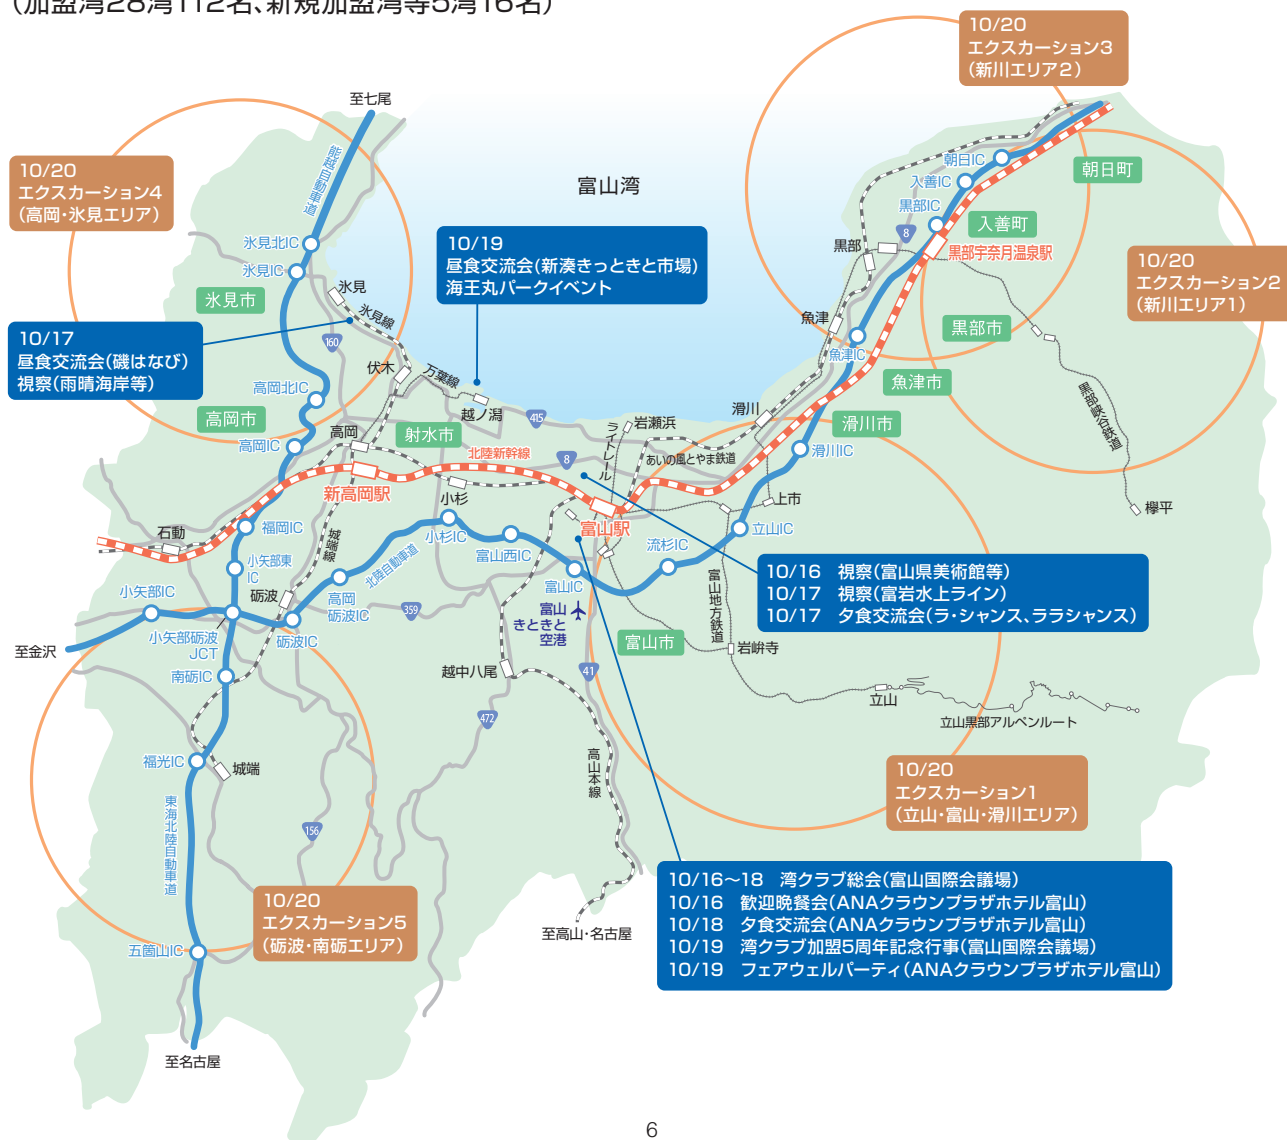 (加盟湾28湾112名、新規加盟湾等5湾16名)
10/20
エクスカーション3
(新川エリア2)
至七尾
能越自動車道
富山湾
10/20
エクスカーション4
(高岡・氷見エリア)
朝日IC
入善IC
黒部IC
朝日町
入善町
8
黒部
黒部宇奈月温泉駅
10/20
エクスカーション2
(新川エリア1)
氷見北IC
氷見IC
氷見市
氷見
氷見線
160
10/19
昼食交流会(新湊きっときと市場)
海王丸パークイベント
10/17
昼食交流会(磯はなび)
視察(雨晴海岸等)
魚津
魚津IC
黒部市
魚津市
黒部峡谷鉄道
欅平
伏木
万葉線
越ノ潟
415
高岡北IC
高岡市
高岡IC
高岡
射水市
北陸新幹線
8
岩瀬浜
ライトレール
あいの風とやま鉄道
滑川
滑川市
滑川IC
新高岡駅
小杉
小杉IC
富山西IC
富山駅
上市
立山IC
流杉IC
石動
福岡IC
小矢部東
IC
城端線
小矢部IC
砺波
高岡
砺波IC
北陸自動車道
359
富山IC
富山
きときと
空港
富山地方鉄道
10/16 視察(富山県美術館等)
10/17 視察(富岩水上ライン)
10/17 夕食交流会(ラ・シャンス、ララシャンス)
至金沢
小矢部砺波
JCT
砺波IC
南砺IC
富山市
岩峅寺
越中八尾
41
472
立山
立山黒部アルペンルート
福光IC
城端
高山本線
10/20
エクスカーション1
(立山・富山・滑川エリア)
東海北陸自動車道
156
10/20
エクスカーション5
(砺波・南砺エリア)
五箇山IC
至高山・名古屋
10/16~18 湾クラブ総会(富山国際会議場)
10/16 歓迎晩餐会(ANAクラウンプラザホテル富山)
10/18 夕食交流会(ANAクラウンプラザホテル富山)
10/19 湾クラブ加盟5周年記念行事(富山国際会議場)
10/19 フェアウェルパーティ(ANAクラウンプラザホテル富山)
至名古屋
6